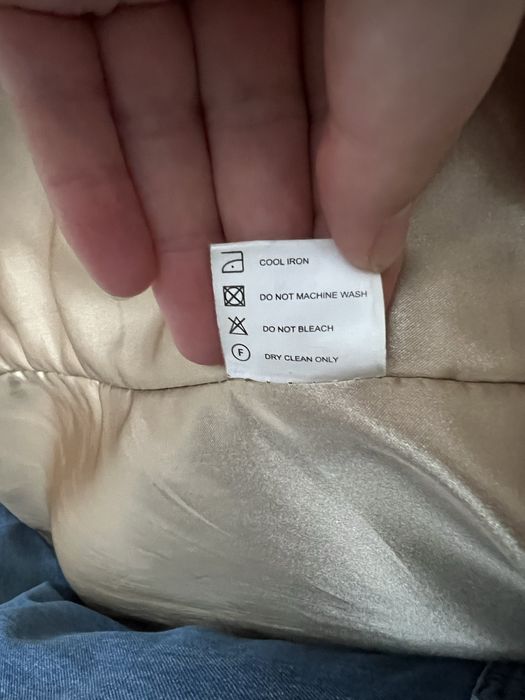 COOL IRON
DO NOT MACHINE WASH
DO NOT BLEACH
F DRY CLEAN ONLY